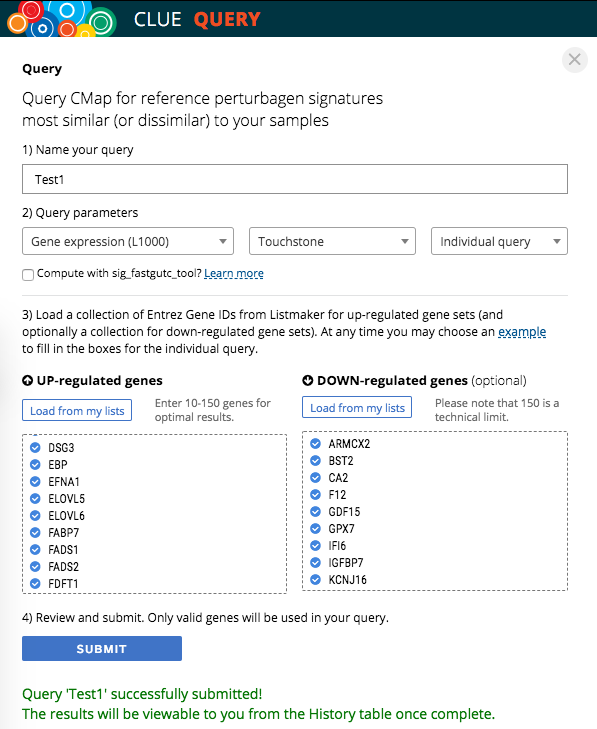 CLUE QUERY
Query
Query CMap for reference perturbagen signatures
most similar (or dissimilar) to your samples
1) Name your query
Test1
2) Query parameters
Gene expression (L1000) Touchstone Individual query
Compute with sig_fastgutc_tool? Learn more
3) Load a collection of Entrez Gene IDs from Listmaker for up-regulated gene sets (and
optionally a collection for down-regulated gene sets). At any time you may choose an example
to fill in the boxes for the individual query.
UP-regulated genes
Load from my lists
Enter 10-150 genes for
optimal results.
DSG3
EBP
EFNA1
ELOVL5
ELOVL6
FABP7
FADS1
FADS2
FDFT1
DOWN-regulated genes (optional)
Load from my lists
Please note that 150 is a
technical limit.
ARMCX2
BST2
CA2
F12
GDF15
GPX7
IFI6
IGFBP7
KCNJ16
4) Review and submit. Only valid genes will be used in your query.
SUBMIT
Query 'Test1' successfully submitted!
The results will be viewable to you from the History table once complete.